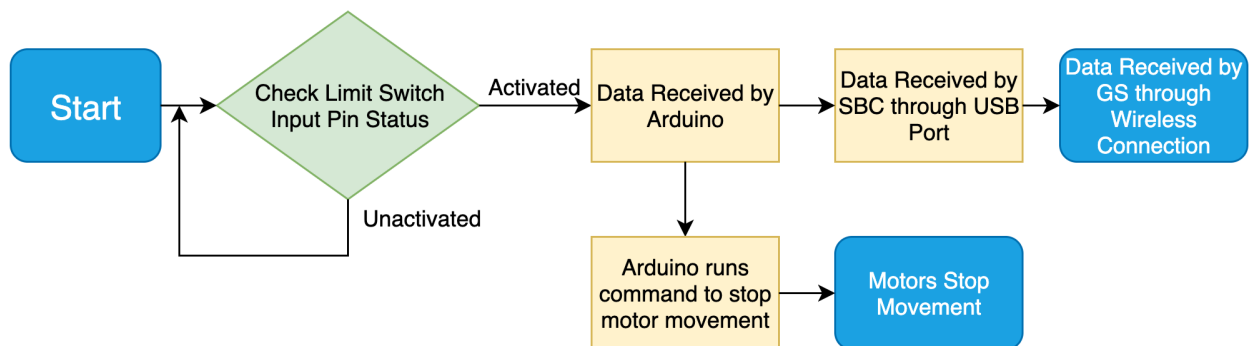 Start
Check Limit Switch
Input Pin Status
Activated
Unactivated
Data Received by
Arduino
Data Received by
SBC through USB
Port
Data Received by
GS through
Wireless
Connection
Arduino runs
command to stop
motor movement
Motors Stop
Movement